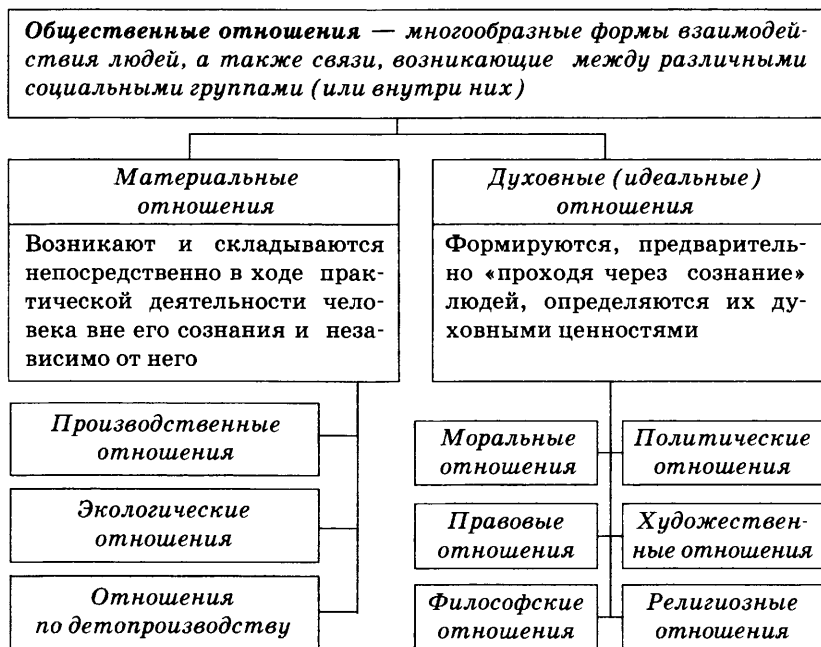 Общественные отношения — многообразные формы взаимодей-
ствия людей, а также связи, возникающие между различными
социальными группами (или внутри них)
Материальные
отношения
Возникают и складываются
непосредственно в ходе прак-
тической деятельности чело-
века вне его сознания и неза-
висимо от него
Производственные
отношения
Экологические
отношения
Отношения
по детопроизводству
Духовные (идеальные)
отношения
Формируются, предваритель-
но «проходя через сознание»
людей, определяются их ду-
ховными ценностями
Моральные
отношения
Политические
отношения
Правовые
отношения
Художествен-
ные отношения
Философские
отношения
Религиозные
отношения